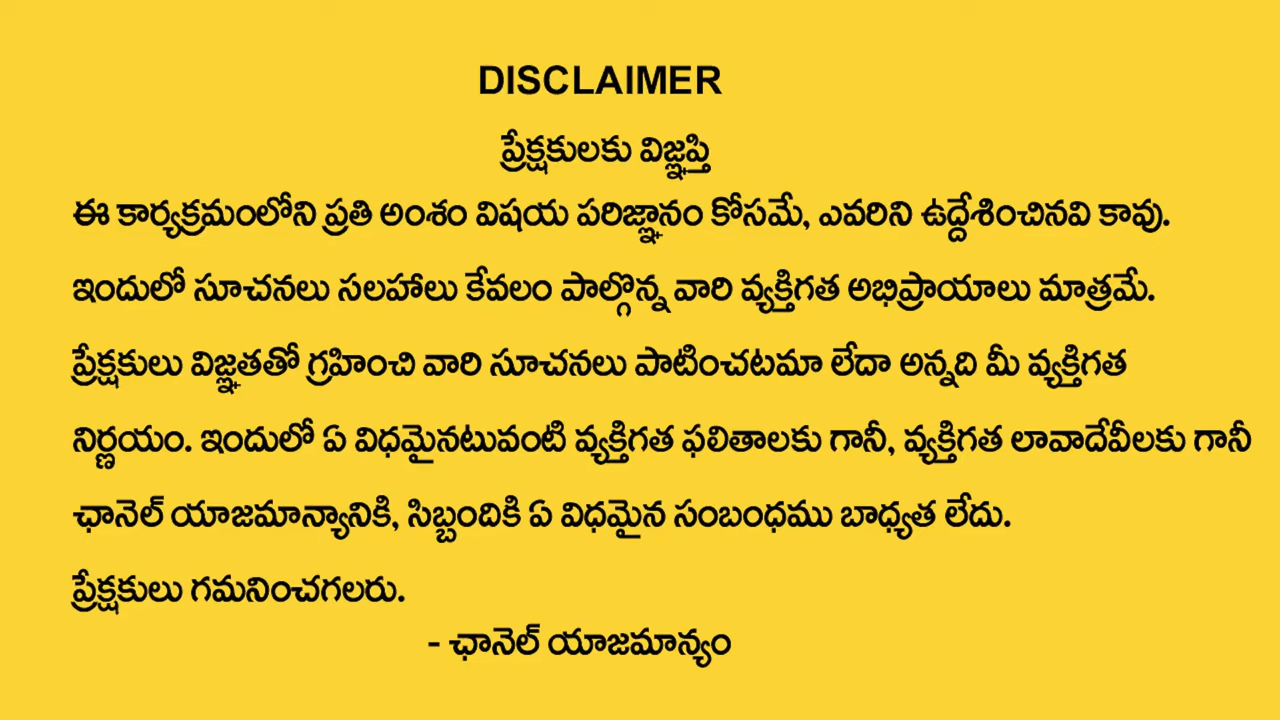 DISCLAIMER
ప్రేక్షకులకు విజ్ఞప్తి
ఈ కార్యక్రమంలోని ప్రతి అంశం విషయ పరిజ్ఞానం కోసమే, ఎవరిని ఉద్దేశించినవి కావు.
ఇందులో సూచనలు సలహాలు కేవలం పాల్గొన్న వారి వ్యక్తిగత అభిప్రాయాలు మాత్రమే.
ప్రేక్షకులు విజ్ఞతతో గ్రహించి వారి సూచనలు పాటించటమా లేదా అన్నది మీ వ్యక్తిగత
నిర్ణయం. ఇందులో ఏ విధమైనటువంటి వ్యక్తిగత ఫలితాలకు గానీ, వ్యక్తిగత లావాదేవీలకు గానీ
ఛానెల్ యాజమాన్యానికి, సిబ్బందికి ఏ విధమైన సంబంధము బాధ్యత లేదు.
ప్రేక్షకులు గమనించగలరు.
- ఛానెల్ యాజమాన్యం